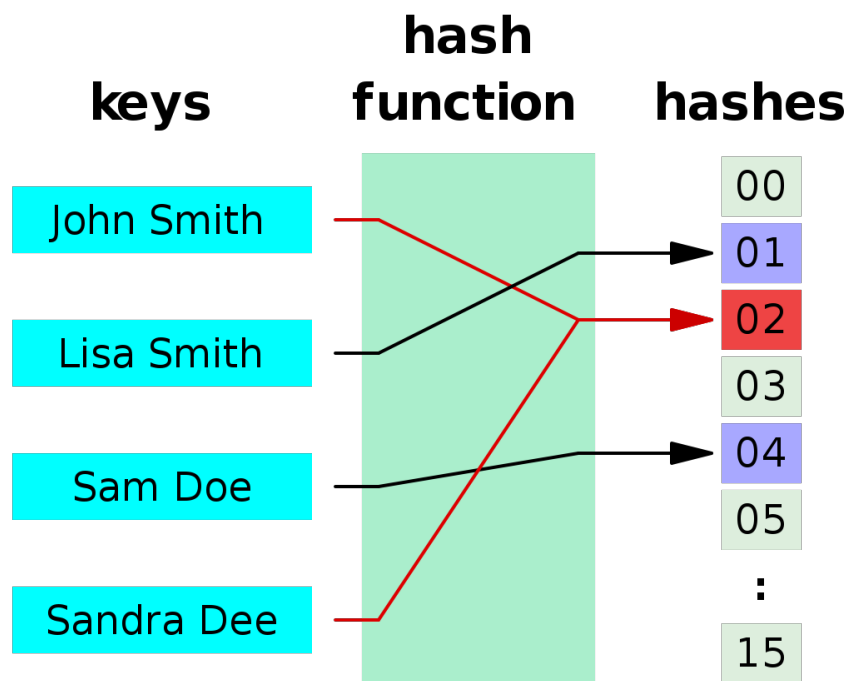 hash
keys function hashes
John Smith
Lisa Smith
Sam Doe
Sandra Dee
00
01
02
03
04
05
:
15